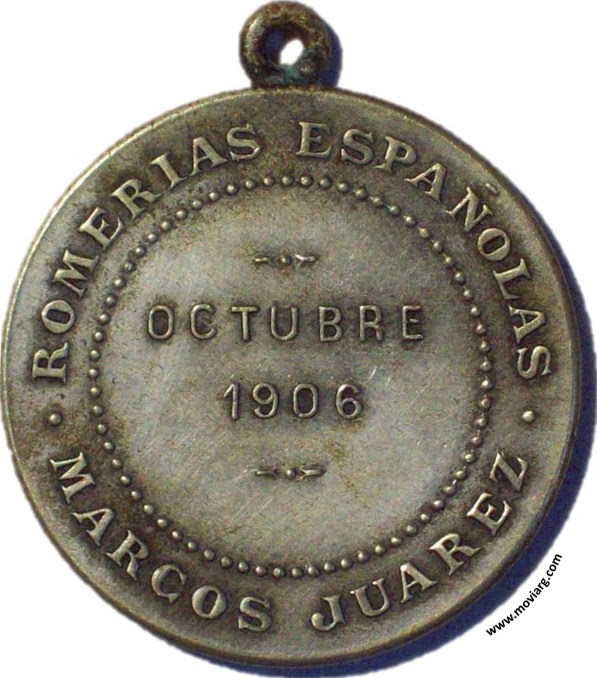 ROMERIAS ESPAÑOLAS
OCTUBRE
1906
· MARCOS JUAREZ ·
www.moviarg.com